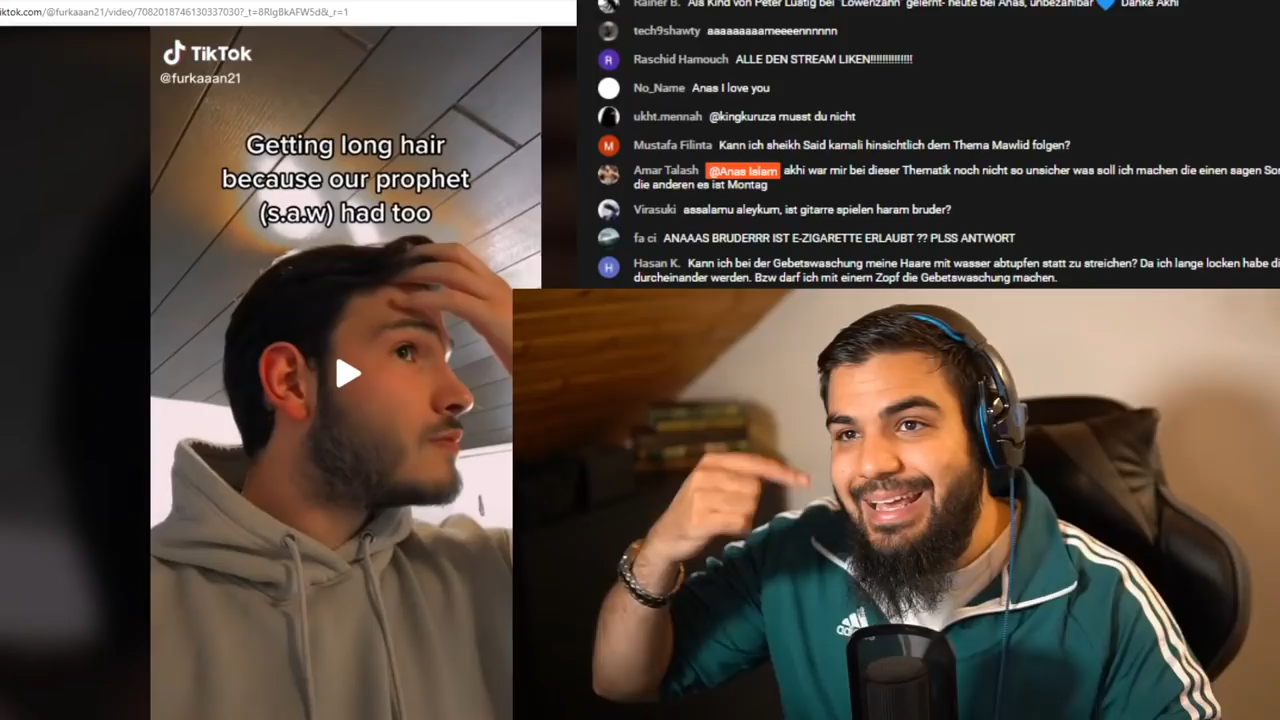 iktok.com/@furkaaan21/video/7082018746130337030?_t=8RlgBkAFW5d&_r=1
TikTok
@furkaaan21
Getting long hair
because our prophet
(s.a.w) had too
Rainer B. Als Kind von Peter Lustig bei "Löwenzahn" gelernt- heute bei Anas, unbezahlbar 💙 Danke Akhi
tech9shawty aaaaaaaaameeeennnnnn
R
Raschid Hamouch ALLE DEN STREAM LIKEN!!!!!!!!!!!!!!
No_Name Anas I love you
ukht.mennah @kingkuruza musst du nicht
M
Mustafa Filinta Kann ich sheikh Said kamali hinsichtlich dem Thema Mawlid folgen?
Amar Talash @Anas Islam akhi war mir bei dieser Thematik noch nicht so unsicher was soll ich machen die einen sagen
die anderen es ist Montag
Virasuki assalamu aleykum, ist gitarre spielen haram bruder?
fa ci ANAAAS BRUDERRR IST E-ZIGARETTE ERLAUBT ?? PLSS ANTWORT
H
Hasan K. Kann ich bei der Gebetswaschung meine Haare mit wasser abtupfen statt zu streichen? Da ich lange locken habe
durcheinander werden. Bzw darf ich mit einem Zopf die Gebetswaschung machen.
adidas